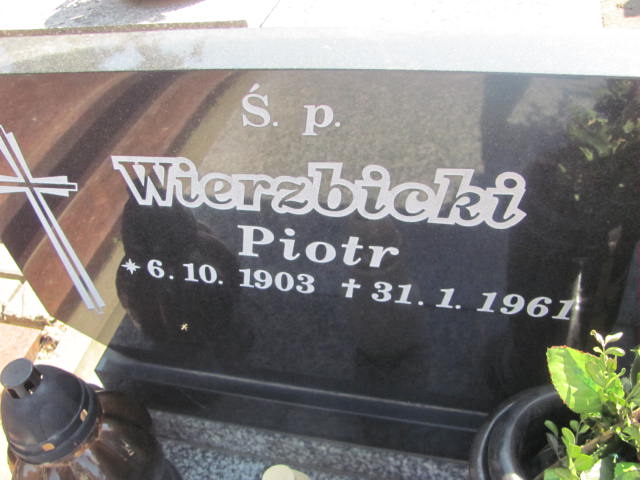 Ś. p.
Wierzbicki
Piotr
* 6. 10. 1903 † 31. 1. 1961